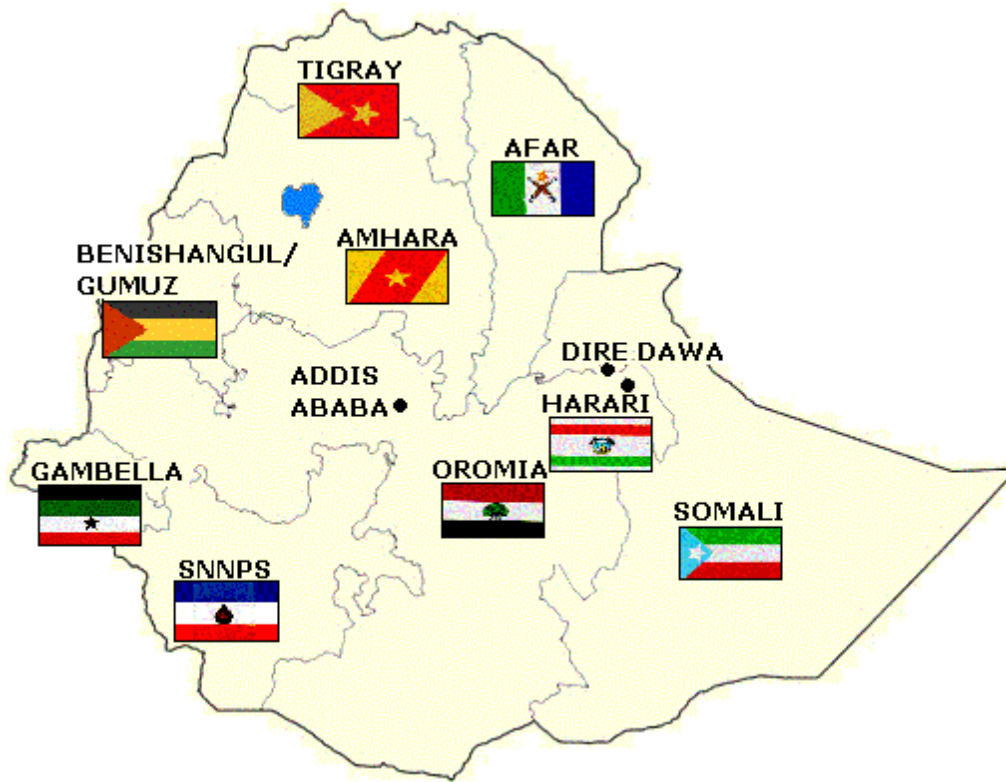 TIGRAY
AFAR
AMHARA
BENISHANGUL/
GUMUZ
DIRE DAWA
ADDIS
ABABA
HARARI
GAMBELLA
OROMIA
SOMALI
SNNPS